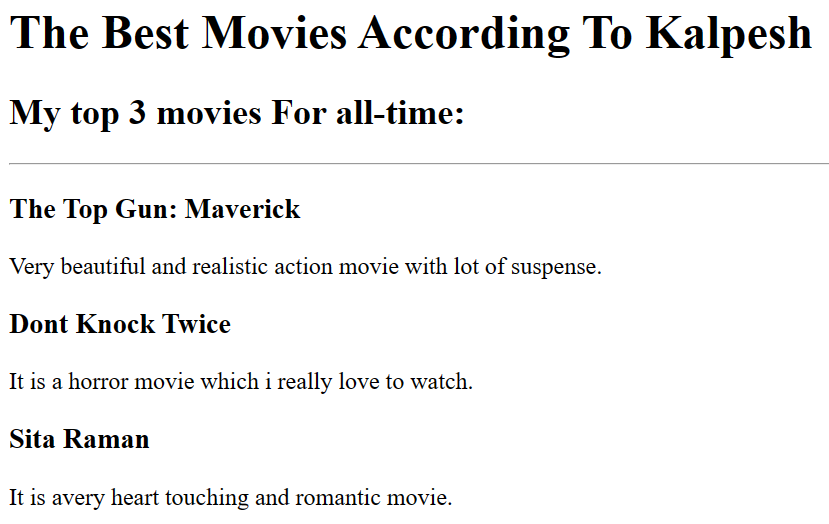 The Best Movies According To Kalpesh
My top 3 movies For all-time:
The Top Gun: Maverick
Very beautiful and realistic action movie with lot of suspense.
Dont Knock Twice
It is a horror movie which i really love to watch.
Sita Raman
It is avery heart touching and romantic movie.